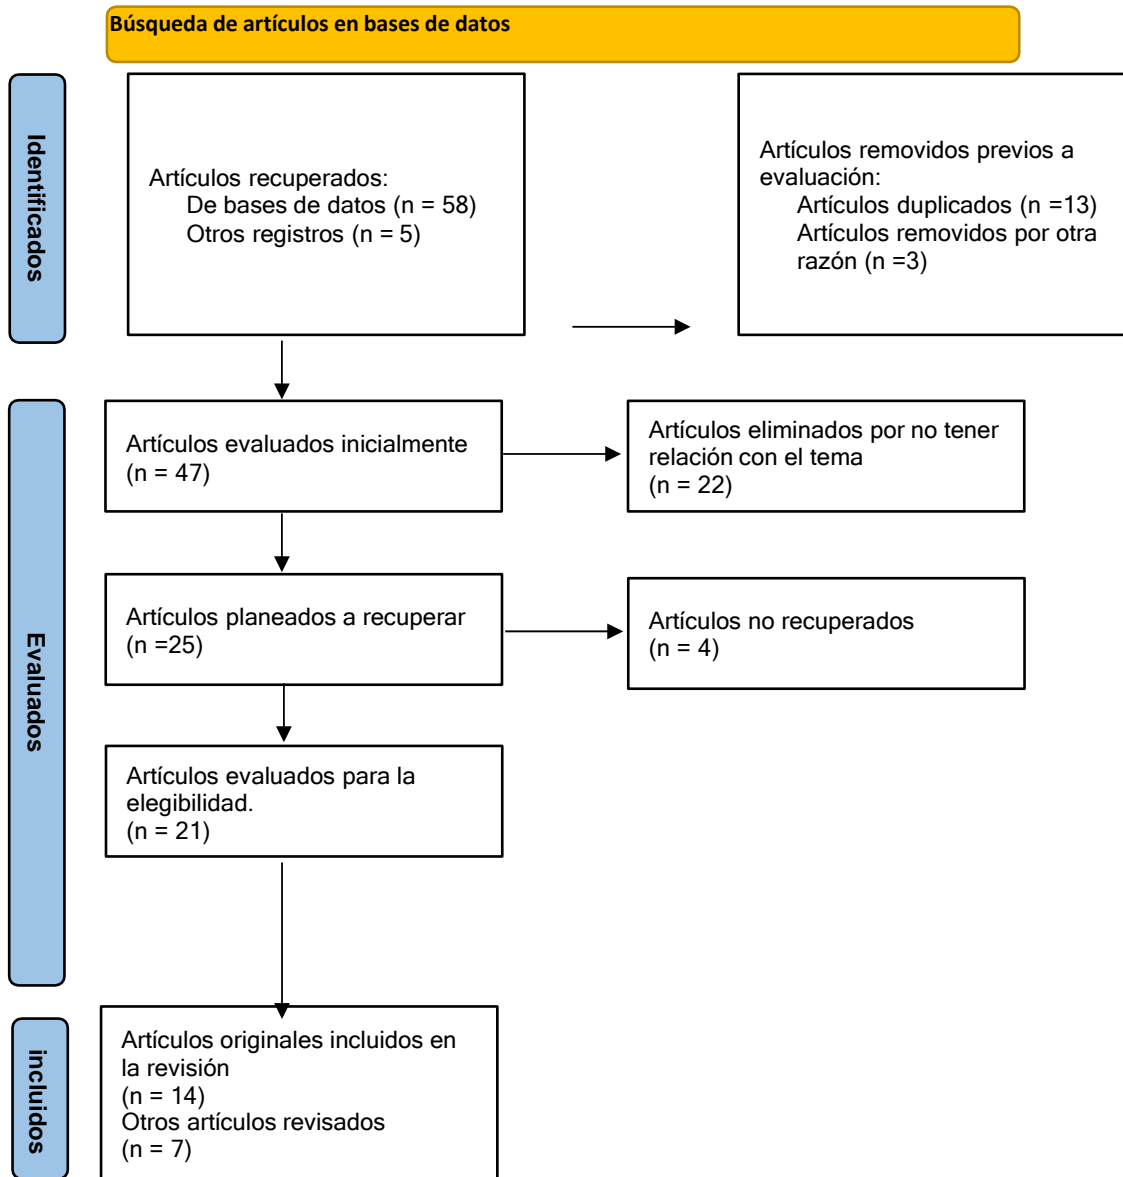 Búsqueda de artículos en bases de datos
Identificados
Artículos recuperados:
De bases de datos (n = 58)
Otros registros (n = 5)
Artículos removidos previos a
evaluación:
Artículos duplicados (n =13)
Artículos removidos por otra
razón (n =3)
Evaluados
Artículos evaluados inicialmente
(n = 47)
Artículos eliminados por no tener
relación con el tema
(n = 22)
Artículos planeados a recuperar
(n =25)
Artículos no recuperados
(n = 4)
Artículos evaluados para la
elegibilidad.
(n = 21)
incluidos
Artículos originales incluidos en
la revisión
(n = 14)
Otros artículos revisados
(n = 7)